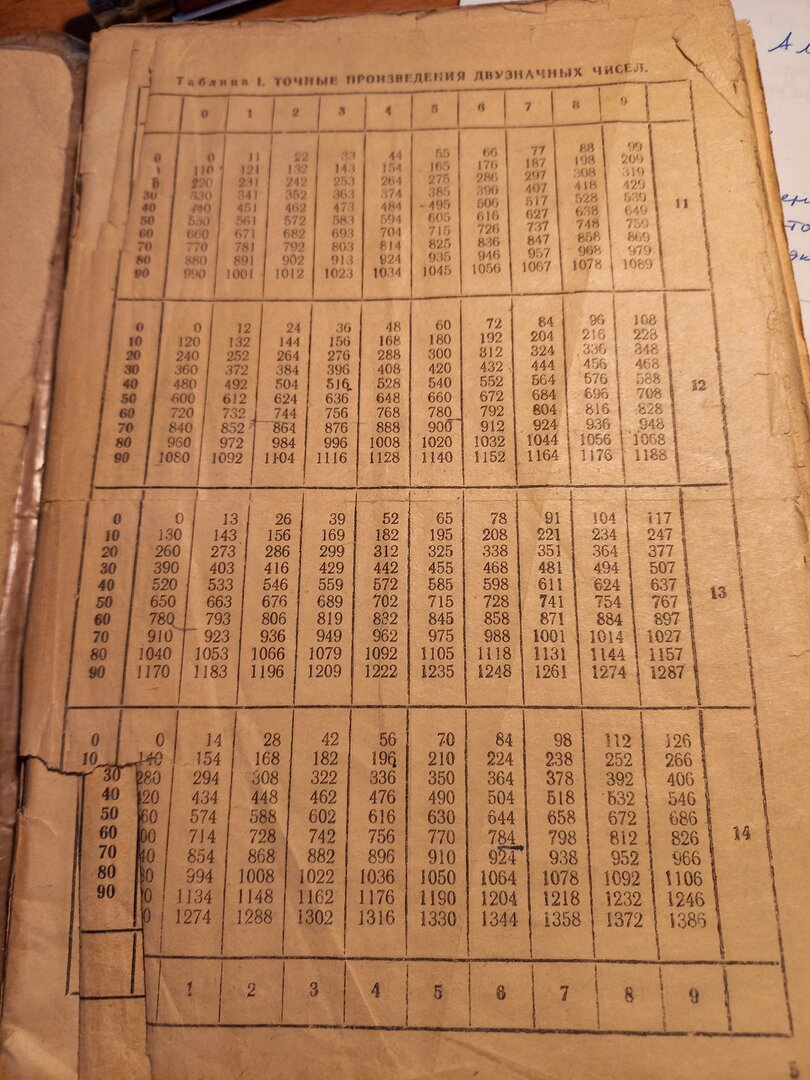 Таблица I. ТОЧНЫЕ ПРОИЗВЕДЕНИЯ ДВУЗНАЧНЫХ ЧИСЕЛ.
0 1 2 3 4 5 6 7 8 9
0 0 11 22 33 44 55 66 77 88 99
110 121 132 143 154 165 176 187 198 209
220 231 242 253 264 275 286 297 308 319
30 330 341 352 363 374 385 396 407 418 429
40 440 451 462 473 484 495 506 517 528 539
50 550 561 572 583 594 605 616 627 638 649
60 660 671 682 693 704 715 726 737 748 759
70 770 781 792 803 814 825 836 847 858 869
80 880 891 902 913 924 935 946 957 968 979
90 990 1001 1012 1023 1034 1045 1056 1067 1078 1089
11
0 0 12 24 36 48 60 72 84 96 108
10 120 132 144 156 168 180 192 204 216 228
20 240 252 264 276 288 300 312 324 336 348
30 360 372 384 396 408 420 432 444 456 468
40 480 492 504 516 528 540 552 564 576 588
50 600 612 624 636 648 660 672 684 696 708
60 720 732 744 756 768 780 792 804 816 828
70 840 852 864 876 888 900 912 924 936 948
80 960 972 984 996 1008 1020 1032 1044 1056 1068
90 1080 1092 1104 1116 1128 1140 1152 1164 1176 1188
12
0 0 13 26 39 52 65 78 91 104 117
10 130 143 156 169 182 195 208 221 234 247
20 260 273 286 299 312 325 338 351 364 377
30 390 403 416 429 442 455 468 481 494 507
40 520 533 546 559 572 585 598 611 624 637
50 650 663 676 689 702 715 728 741 754 767
60 780 793 806 819 832 845 858 871 884 897
70 910 923 936 949 962 975 988 1001 1014 1027
80 1040 1053 1066 1079 1092 1105 1118 1131 1144 1157
90 1170 1183 1196 1209 1222 1235 1248 1261 1274 1287
13
0 0 14 28 42 56 70 84 98 112 126
10 140 154 168 182 196 210 224 238 252 266
30 280 294 308 322 336 350 364 378 392 406
40 20 434 448 462 476 490 504 518 532 546
50 60 574 588 602 616 630 644 658 672 686
60 00 714 728 742 756 770 784 798 812 826
70 40 854 868 882 896 910 924 938 952 966
80 0 994 1008 1022 1036 1050 1064 1078 1092 1106
90 0 1134 1148 1162 1176 1190 1204 1218 1232 1246
0 1274 1288 1302 1316 1330 1344 1358 1372 1386
14
1 2 3 4 5 6 7 8 9
5